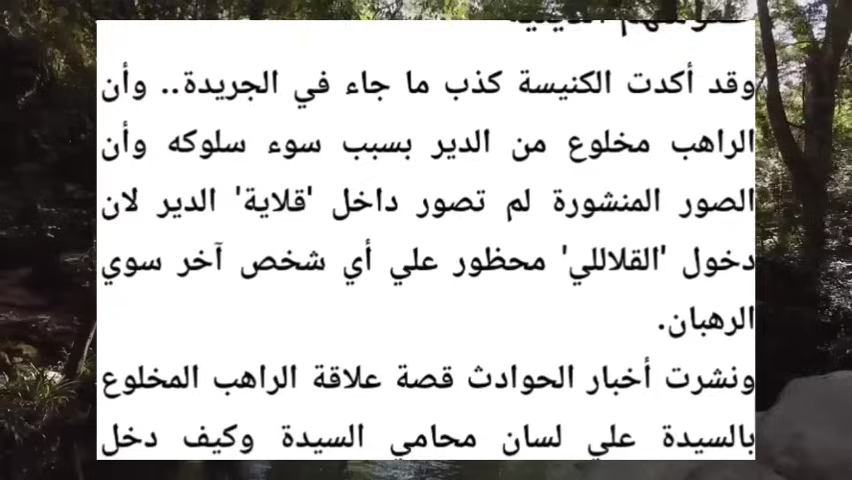 وقد أكدت الكنيسة كذب ما جاء في الجريدة.. وأن
الراهب مخلوع من الدير بسبب سوء سلوكه وأن
الصور المنشورة لم تصور داخل 'قلاية' الدير لان
دخول 'القلاللي' محظور علي أي شخص آخر سوي
الرهبان.
ونشرت أخبار الحوادث قصة علاقة الراهب المخلوع
بالسيدة علي لسان محامي السيدة وكيف دخل